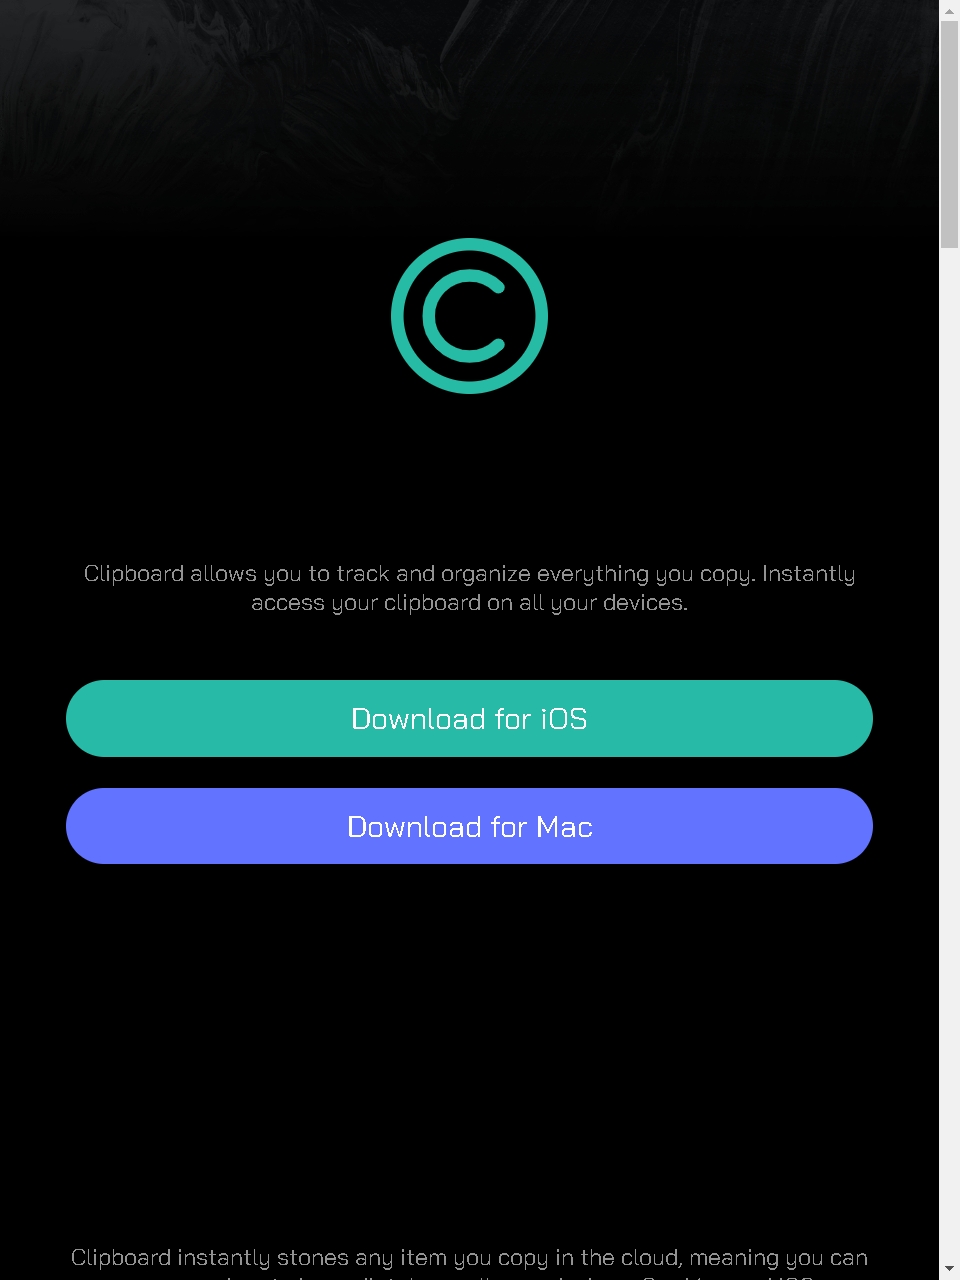 Clipboard allows you to track and organize everything you copy. Instantly
access your clipboard on all your devices.
Download for iOS
Download for Mac
Clipboard instantly stones any item you copy in the cloud, meaning you can